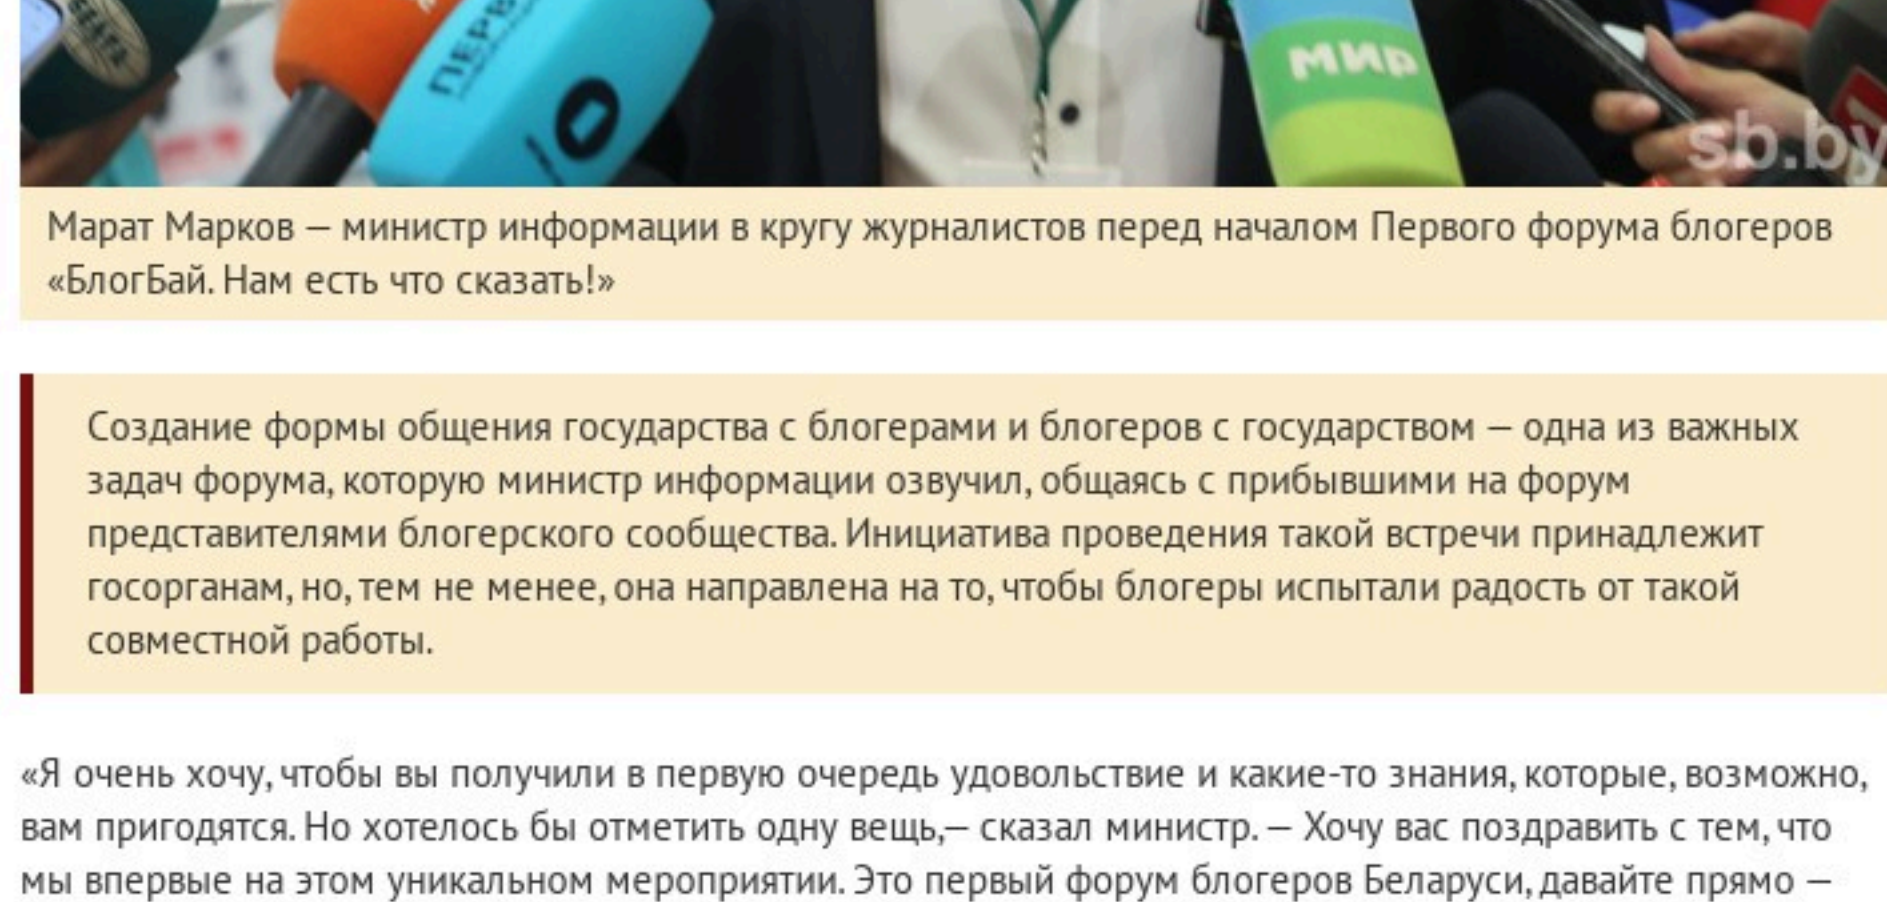 ПЕРВ
МИР
sb.by
Марат Марков — министр информации в кругу журналистов перед началом Первого форума блогеров
«БлогБай. Нам есть что сказать!»
Создание формы общения государства с блогерами и блогеров с государством — одна из важных
задач форума, которую министр информации озвучил, общаясь с прибывшими на форум
представителями блогерского сообщества. Инициатива проведения такой встречи принадлежит
госорганам, но, тем не менее, она направлена на то, чтобы блогеры испытали радость от такой
совместной работы.
«Я очень хочу, чтобы вы получили в первую очередь удовольствие и какие-то знания, которые, возможно,
вам пригодятся. Но хотелось бы отметить одну вещь,— сказал министр. — Хочу вас поздравить с тем, что
мы впервые на этом уникальном мероприятии. Это первый форум блогеров Беларуси, давайте прямо —